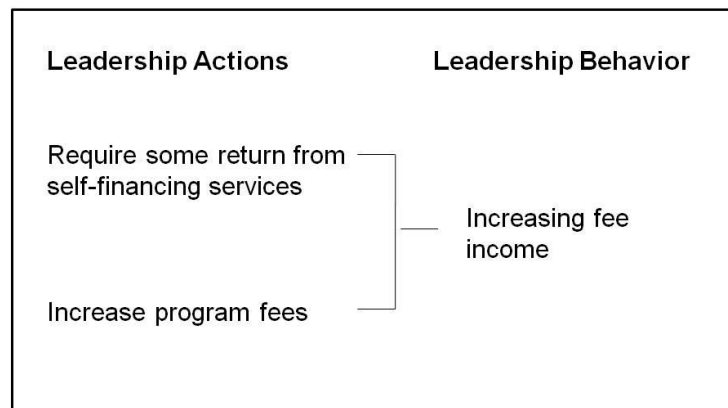 Leadership Actions
Leadership Behavior
Require some return from
self-financing services
Increasing fee
income
Increase program fees